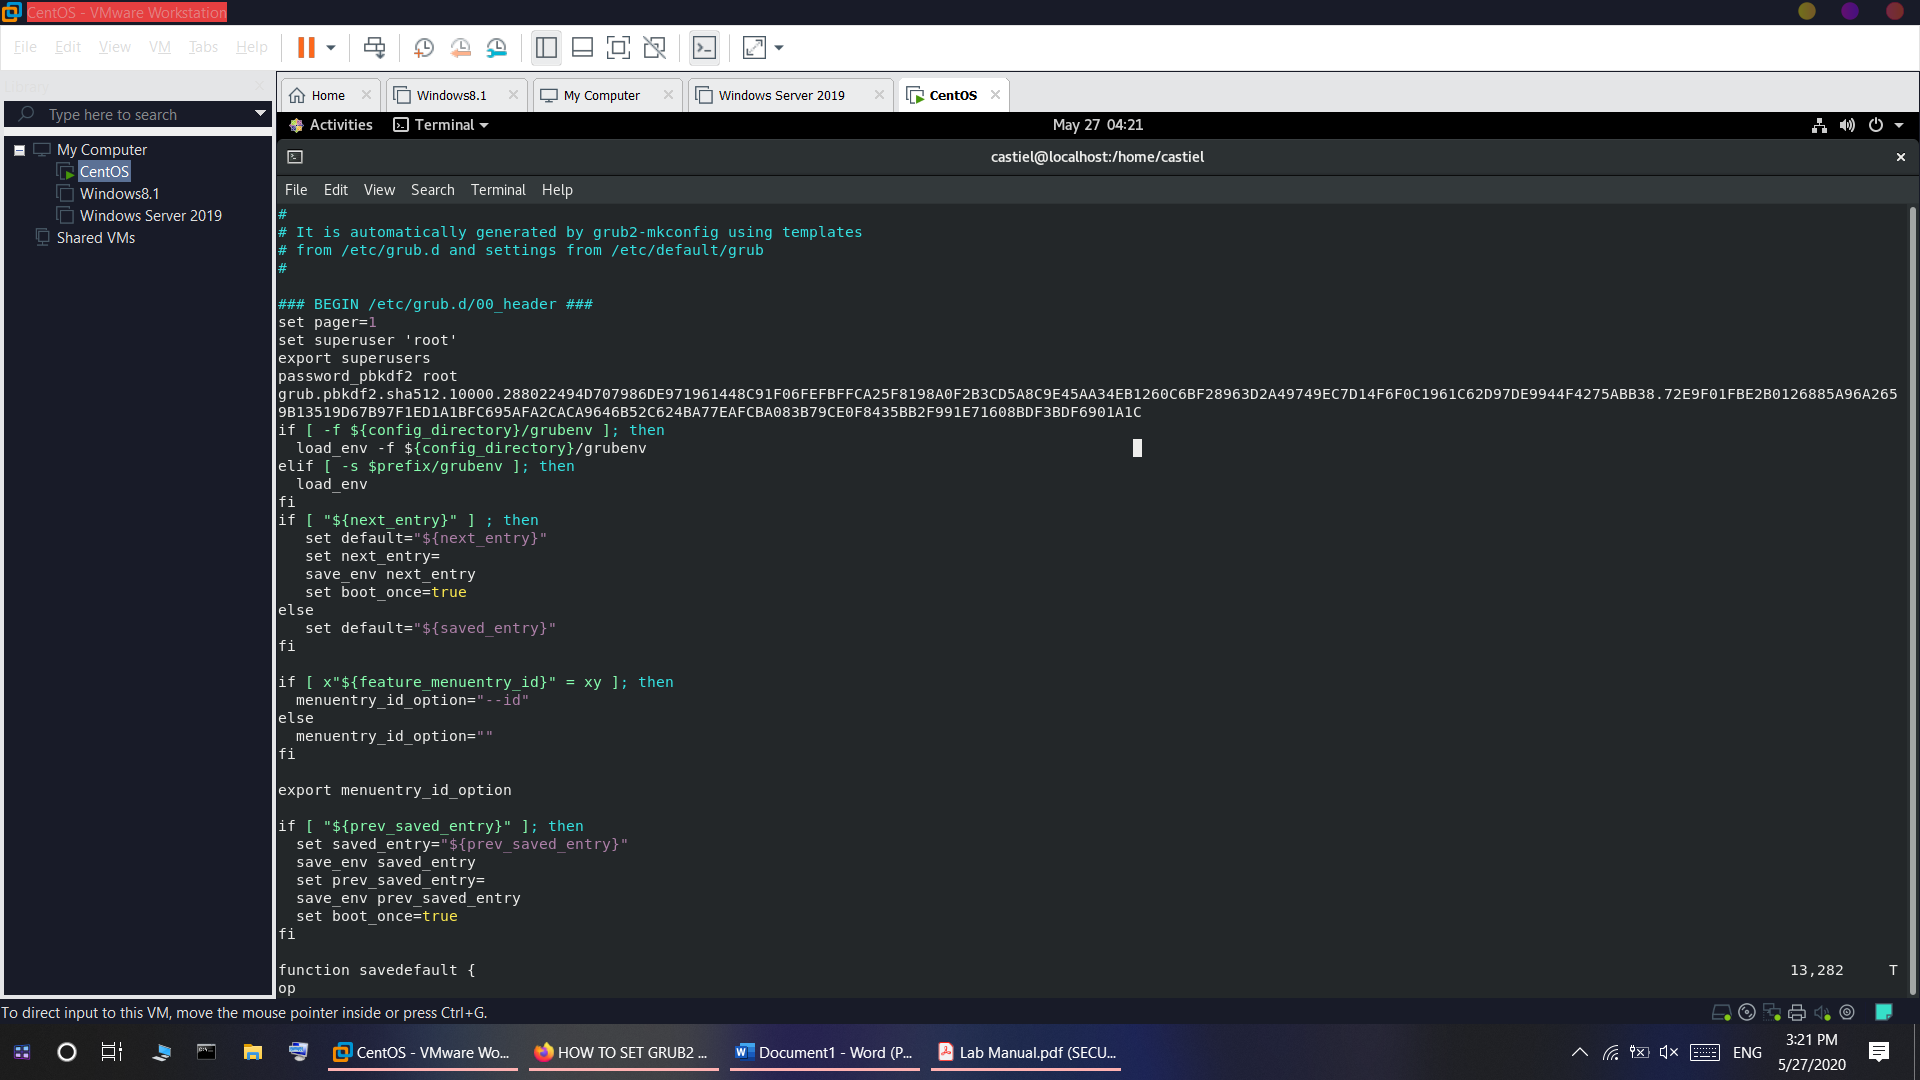 CentOS - VMware Workstation
File Edit View VM Tabs Help
Library
Type here to search
My Computer
CentOS
Windows8.1
Windows Server 2019
Shared VMs
Home Windows8.1 My Computer Windows Server 2019 CentOS
Activities Terminal May 27 04:21
castiel@localhost:/home/castiel
File Edit View Search Terminal Help
#
# It is automatically generated by grub2-mkconfig using templates
# from /etc/grub.d and settings from /etc/default/grub
#
### BEGIN /etc/grub.d/00_header ###
set pager=1
set superuser 'root'
export superusers
password_pbkdf2 root
grub.pbkdf2.sha512.10000.288022494D707986DE971961448C91F06FEFBFFCA25F8198A0F2B3CD5A8C9E45AA34EB1260C6BF28963D2A49749EC7D14F6F0C1961C62D97DE9944F4275ABB38.72E9F01FBE2B0126885A96A265
9B13519D67B97F1ED1A1BFC695AFA2CACA9646B52C624BA77EAFCBA083B79CE0F8435BB2F991E71608BDF3BDF6901A1C
if [ -f ${config_directory}/grubenv ]; then
  load_env -f ${config_directory}/grubenv
elif [ -s $prefix/grubenv ]; then
  load_env
fi
if [ "${next_entry}" ] ; then
   set default="${next_entry}"
   set next_entry=
   save_env next_entry
   set boot_once=true
else
   set default="${saved_entry}"
fi
if [ x"${feature_menuentry_id}" = xy ]; then
  menuentry_id_option="--id"
else
  menuentry_id_option=""
fi
export menuentry_id_option
if [ "${prev_saved_entry}" ]; then
  set saved_entry="${prev_saved_entry}"
  save_env saved_entry
  set prev_saved_entry=
  save_env prev_saved_entry
  set boot_once=true
fi
function savedefault {
op
13,282 T
To direct input to this VM, move the mouse pointer inside or press Ctrl+G.
CentOS - VMware Wo... HOW TO SET GRUB2 ... Document1 - Word (P... Lab Manual.pdf (SECU... ENG
3:21 PM
5/27/2020